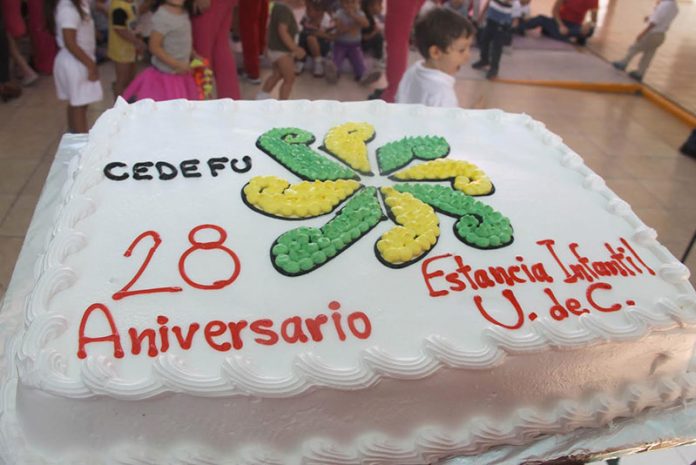 CEDEFU
28
Aniversario
Estancia Infantil
U. de C.